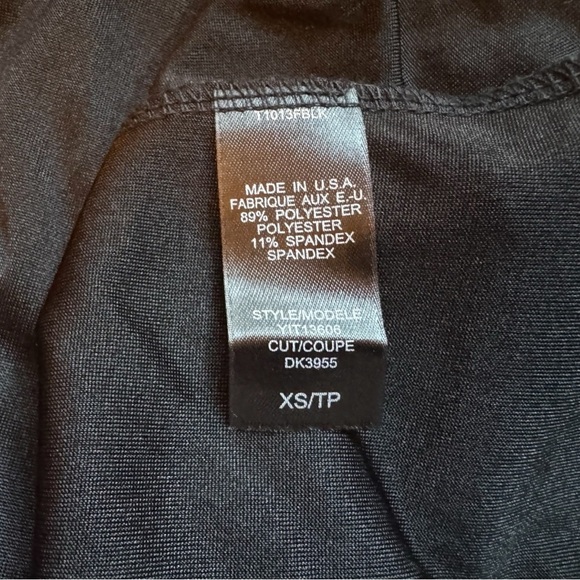 T1013FBLK
MADE IN U.S.A.
FABRIQUE AUX E.-U.
89% POLYESTER
POLYESTER
11% SPANDEX
SPANDEX
STYLE/MODELE
YIT13606
CUT/COUPE
DK3955
XS/TP